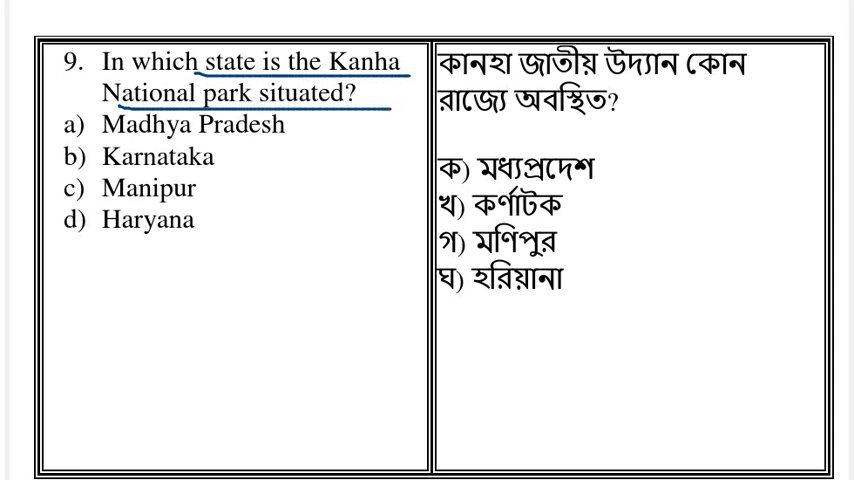 9. In which state is the Kanha
National park situated?
a) Madhya Pradesh
b) Karnataka
c) Manipur
d) Haryana
কানহা জাতীয় উদ্যান কোন
রাজ্যে অবস্থিত?
ক) মধ্যপ্রদেশ
খ) কর্ণাটক
গ) মণিপুর
ঘ) হরিয়ানা